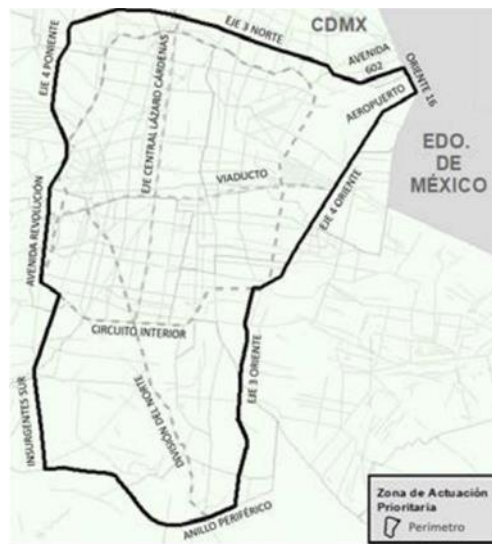 CDMX
EJE 3 NORTE
AVENIDA
602
ORIENTE 16
AEROPUERTO
EJE 4 PONIENTE
EJE CENTRAL LÁZARO CÁRDENAS
EDO.
DE
MÉXICO
VIADUCTO
EJE 4 ORIENTE
AVENIDA REVOLUCIÓN
CIRCUITO INTERIOR
EJE 3 ORIENTE
DIVISIÓN DEL NORTE
INSURGENTES SUR
ANILLO PERIFÉRICO
Zona de Actuación
Prioritaria
Perímetro